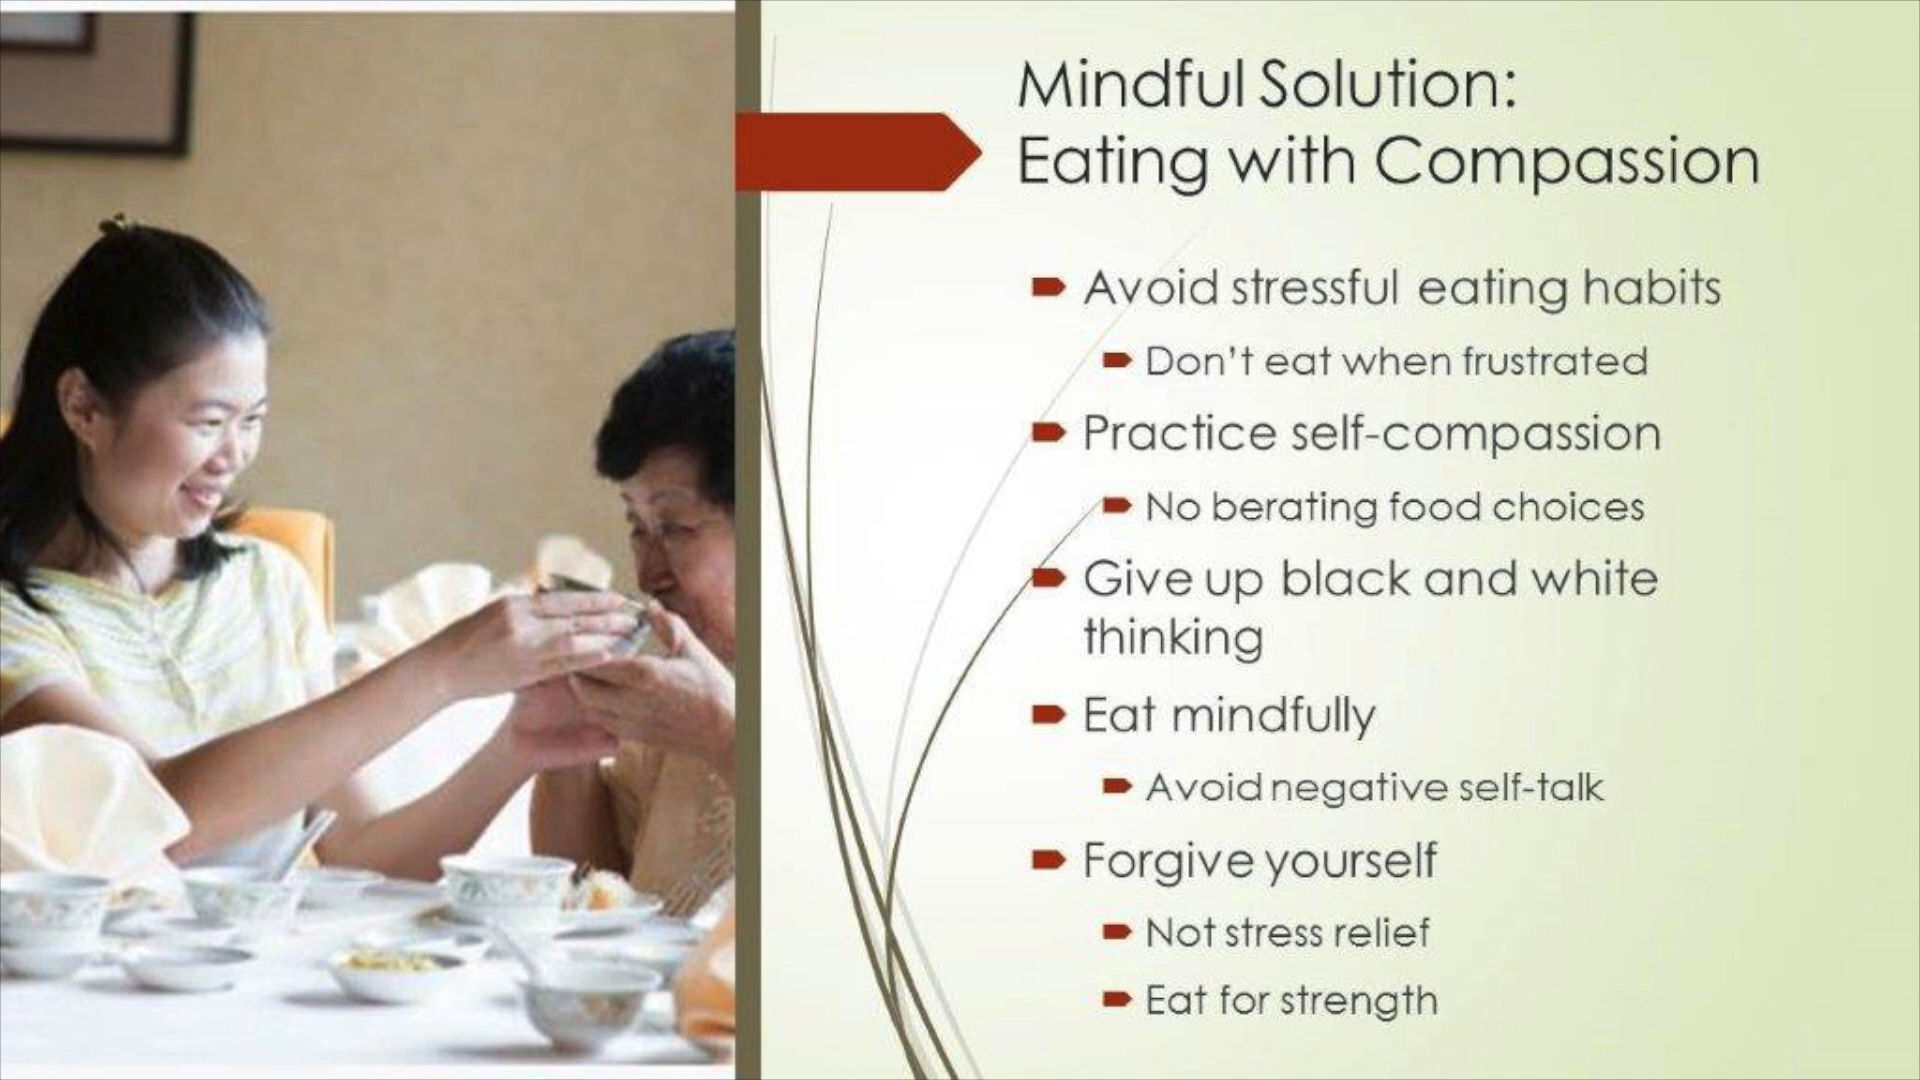 Mindful Solution:
Eating with Compassion
Avoid stressful eating habits
Don't eat when frustrated
Practice self-compassion
No berating food choices
Give up black and white
thinking
Eat mindfully
Avoid negative self-talk
Forgive yourself
Not stress relief
Eat for strength